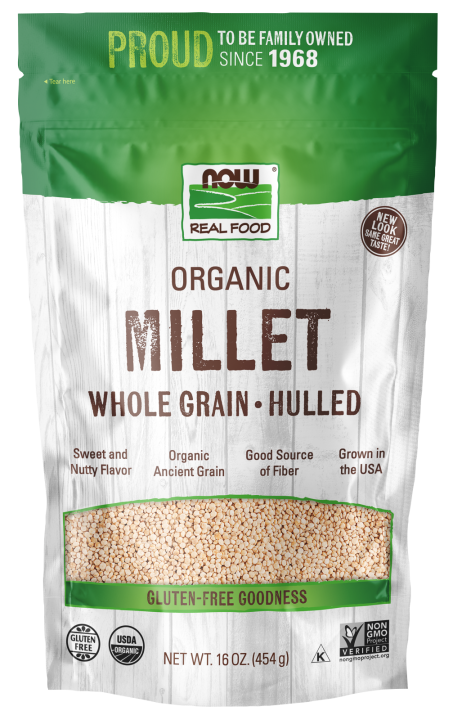 PROUD TO BE FAMILY OWNED
SINCE 1968
Tear here
NOW®
REAL FOOD
NEW
LOOK
SAME GREAT
TASTE!
ORGANIC
MILLET
WHOLE GRAIN • HULLED
Sweet and
Nutty Flavor
Organic
Ancient Grain
Good Source
of Fiber
Grown in
the USA
GLUTEN-FREE GOODNESS
GLUTEN
FREE
USDA
ORGANIC
NET WT. 16 OZ. (454 g)
K
NON
GMO
Project
VERIFIED
nongmoproject.org